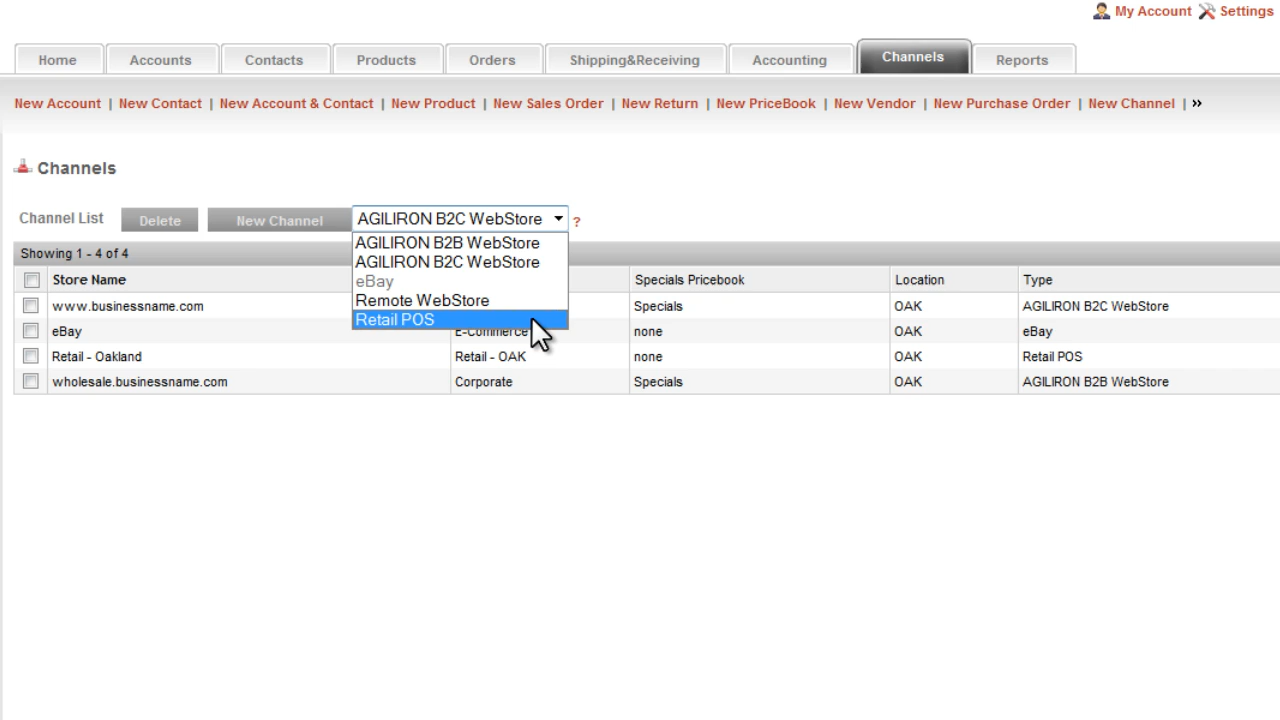 My Account Settings
Home Accounts Contacts Products Orders Shipping&Receiving Accounting Channels Reports
New Account | New Contact | New Account & Contact | New Product | New Sales Order | New Return | New PriceBook | New Vendor | New Purchase Order | New Channel | »
Channels
Channel List Delete New Channel AGILIRON B2C WebStore ?
AGILIRON B2B WebStore
AGILIRON B2C WebStore
eBay
Remote WebStore
Retail POS
Showing 1 - 4 of 4
Store Name Specials Pricebook Location Type
www.businessname.com Specials OAK AGILIRON B2C WebStore
eBay E-Commerce none OAK eBay
Retail - Oakland Retail - OAK none OAK Retail POS
wholesale.businessname.com Corporate Specials OAK AGILIRON B2B WebStore